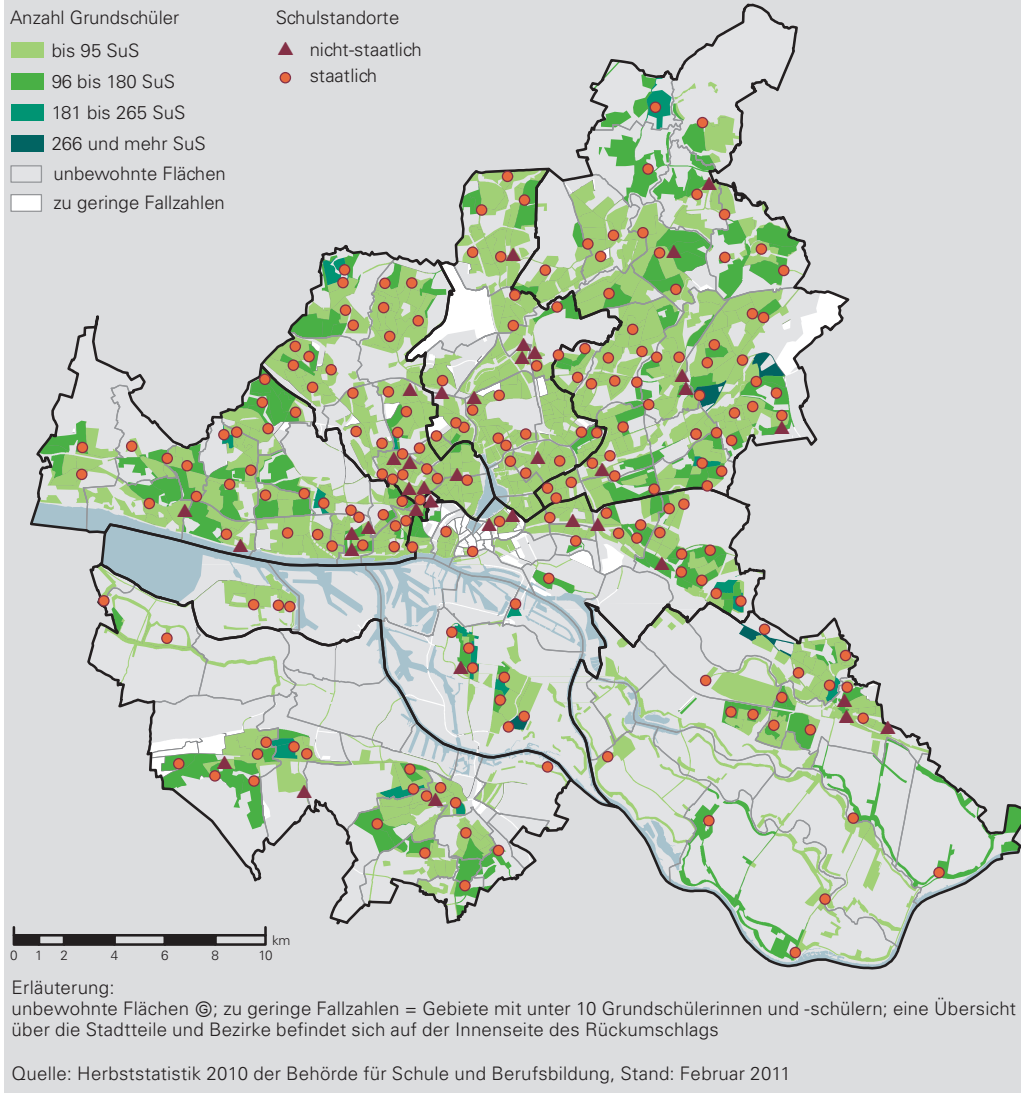 Anzahl Grundschüler
bis 95 SuS
96 bis 180 SuS
181 bis 265 SuS
266 und mehr SuS
unbewohnte Flächen
zu geringe Fallzahlen
Schulstandorte
nicht-staatlich
staatlich
km
0 1 2 4 6 8 10
Erläuterung:
unbewohnte Flächen ©; zu geringe Fallzahlen = Gebiete mit unter 10 Grundschülerinnen und -schülern; eine Übersicht
über die Stadtteile und Bezirke befindet sich auf der Innenseite des Rückumschlags
Quelle: Herbststatistik 2010 der Behörde für Schule und Berufsbildung, Stand: Februar 2011